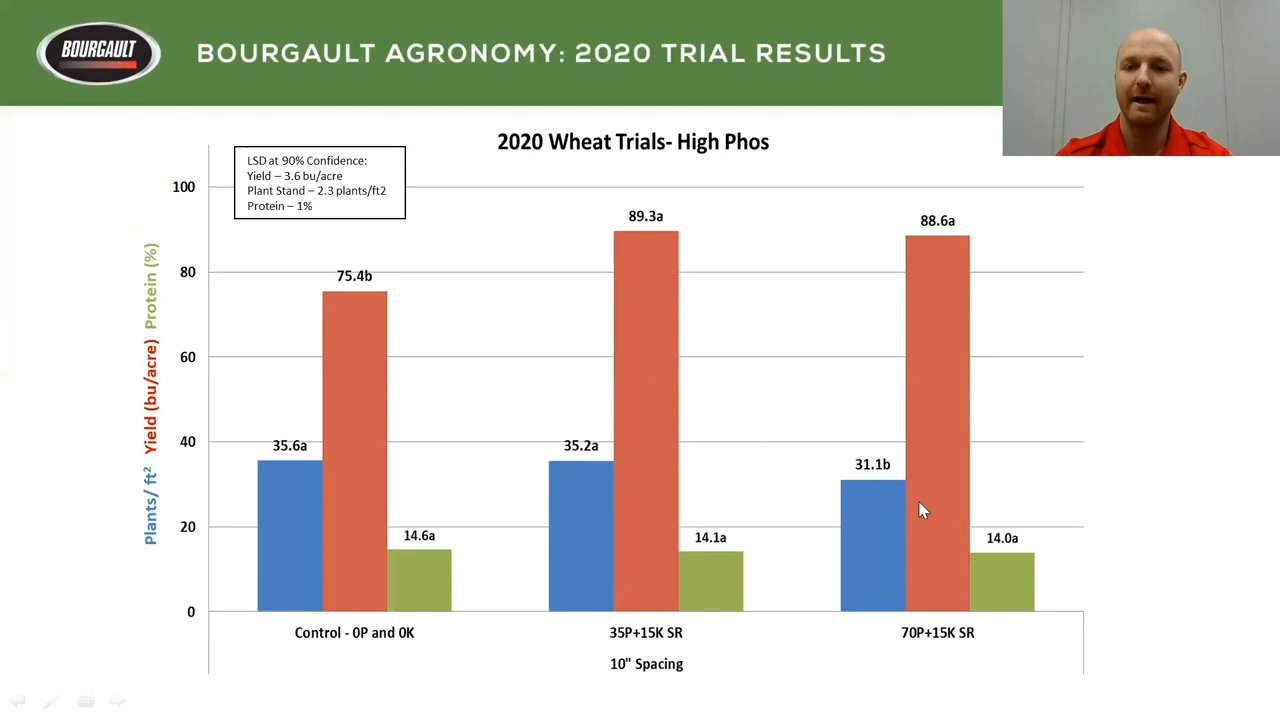 BOURGAULT
BOURGAULT AGRONOMY: 2020 TRIAL RESULTS
2020 Wheat Trials- High Phos
LSD at 90% Confidence:
Yield – 3.6 bu/acre
Plant Stand – 2.3 plants/ft2
Protein – 1%
Plants/ ft² Yield (bu/acre) Protein (%)
100
80
60
40
20
0
35.6a
75.4b
14.6a
35.2a
89.3a
14.1a
31.1b
88.6a
14.0a
Control - 0P and 0K
35P+15K SR
70P+15K SR
10" Spacing